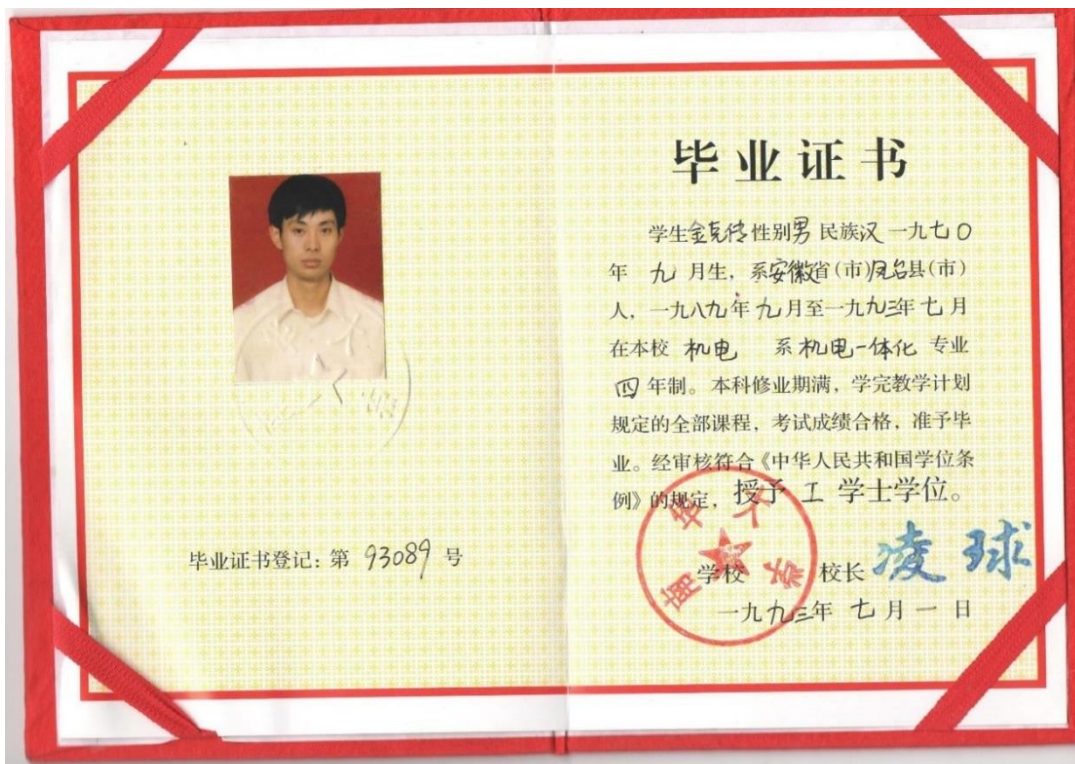 毕业证书
学生金克传性别男民族汉一九七〇
年九月生，系安徽省(市)凤台县(市)
人，一九八九年九月至一九九三年七月
在本校机电系机电一体化专业
四年制。本科修业期满，学完教学计划
规定的全部课程，考试成绩合格，准予毕
业。经审核符合《中华人民共和国学位条
例》的规定，授予工学士学位。
学校 校长 凌球
一九九三年七月一日
毕业证书登记：第 93089 号